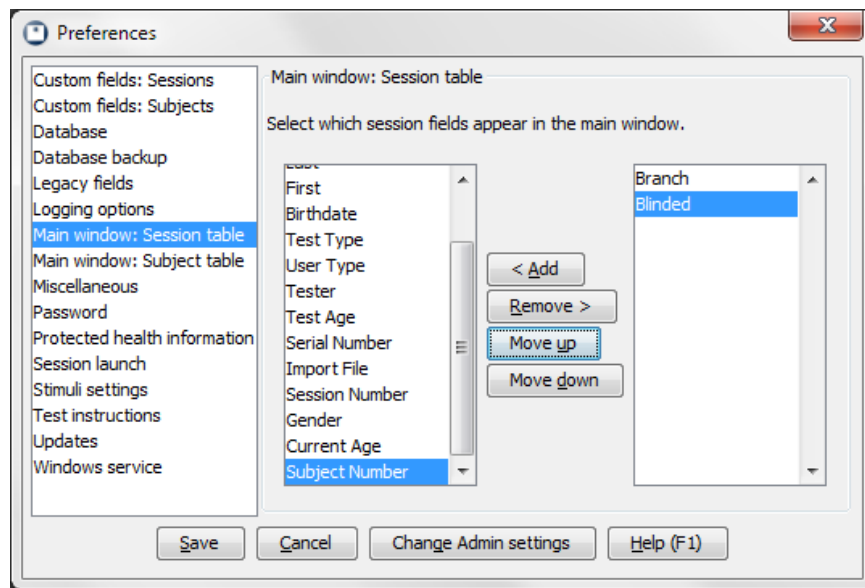 Preferences
Custom fields: Sessions
Custom fields: Subjects
Database
Database backup
Legacy fields
Logging options
Main window: Session table
Main window: Subject table
Miscellaneous
Password
Protected health information
Session launch
Stimuli settings
Test instructions
Updates
Windows service
Main window: Session table
Select which session fields appear in the main window.
First
Birthdate
Test Type
User Type
Tester
Test Age
Serial Number
Import File
Session Number
Gender
Current Age
Subject Number
< Add
Remove >
Move up
Move down
Branch
Blinded
Save
Cancel
Change Admin settings
Help (F1)